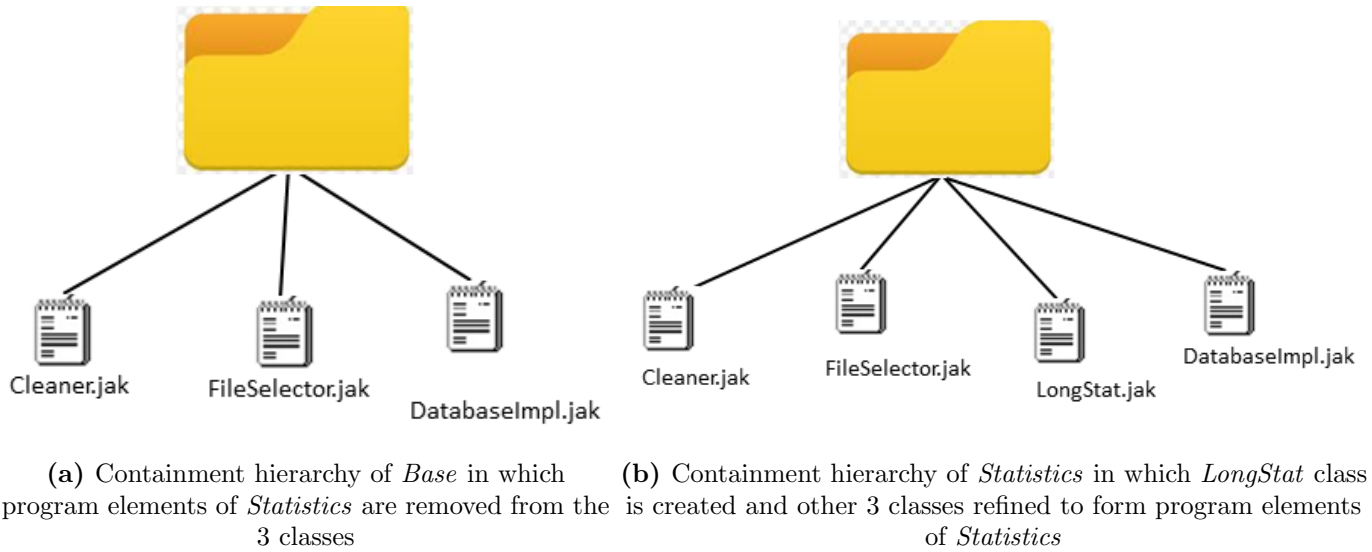 Cleaner.jak
FileSelector.jak
DatabaseImpl.jak
Cleaner.jak
FileSelector.jak
LongStat.jak
DatabaseImpl.jak
(a) Containment hierarchy of Base in which
program elements of Statistics are removed from the
3 classes
(b) Containment hierarchy of Statistics in which LongStat class
is created and other 3 classes refined to form program elements
of Statistics